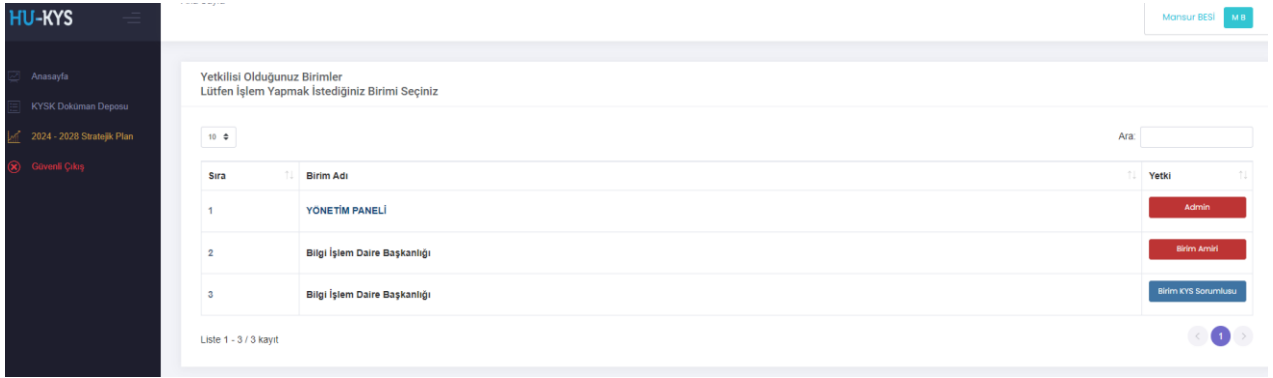 HU-KYS
Mansur BESİ
M B
Anasayfa
KYSK Doküman Deposu
2024 - 2028 Stratejik Plan
Güvenli Çıkış
Yetkilisi Olduğunuz Birimler
Lütfen İşlem Yapmak İstediğiniz Birimi Seçiniz
10
Ara:
Sıra Birim Adı Yetki
1 YÖNETİM PANELİ Admin
2 Bilgi İşlem Daire Başkanlığı Birim Amiri
3 Bilgi İşlem Daire Başkanlığı Birim KYS Sorumlusu
Liste 1 - 3 / 3 kayıt
< 1 >